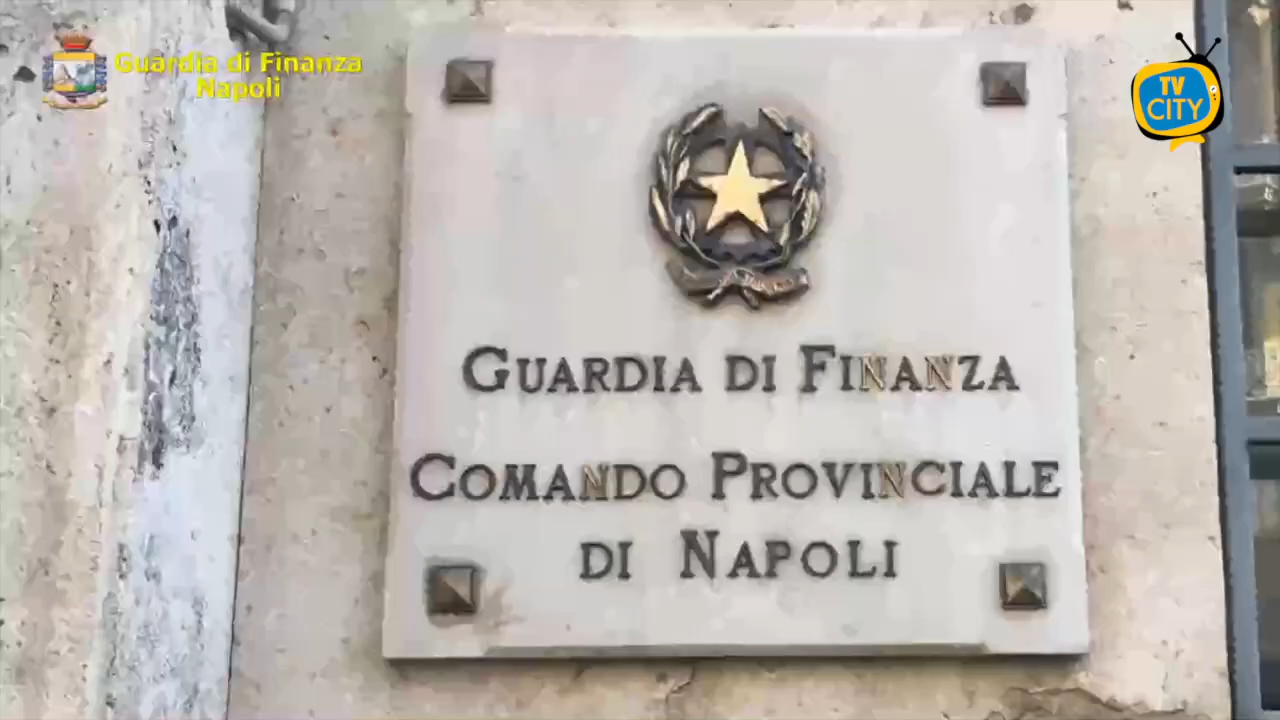 Guardia di Finanza
Napoli
TV
CITY
GUARDIA DI FINANZA
COMANDO PROVINCIALE
DI NAPOLI